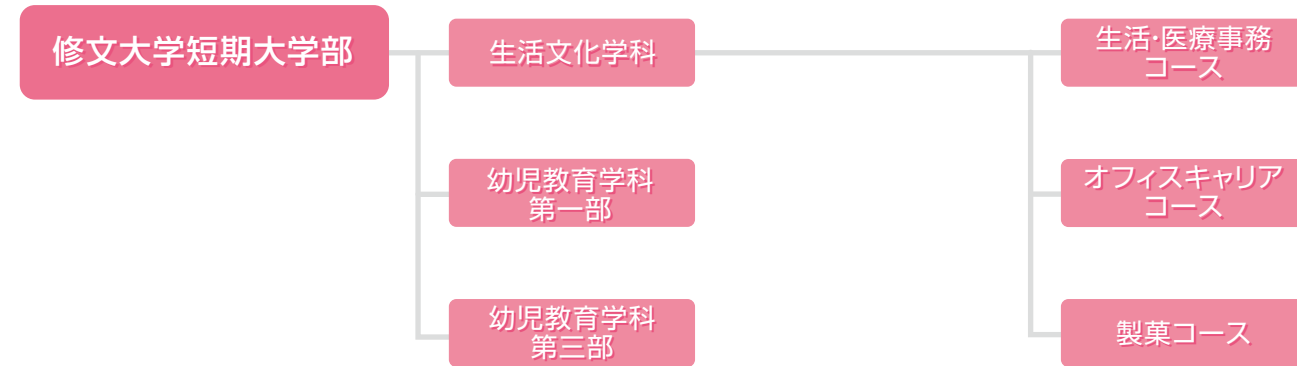 修文大学短期大学部
生活文化学科
生活・医療事務
コース
幼児教育学科
第一部
オフィスキャリア
コース
幼児教育学科
第三部
製菓コース